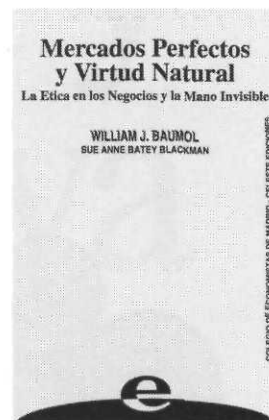 Mercados Perfectos
y Virtud Natural
La Etica en los Negocios y la Mano Invisible
WILLIAM J. BAUMOL
SUE ANNE BATEY BLACKMAN
COLEGIO DE ECONOMISTAS DE MADRID - CELESTE EDICIONES
e